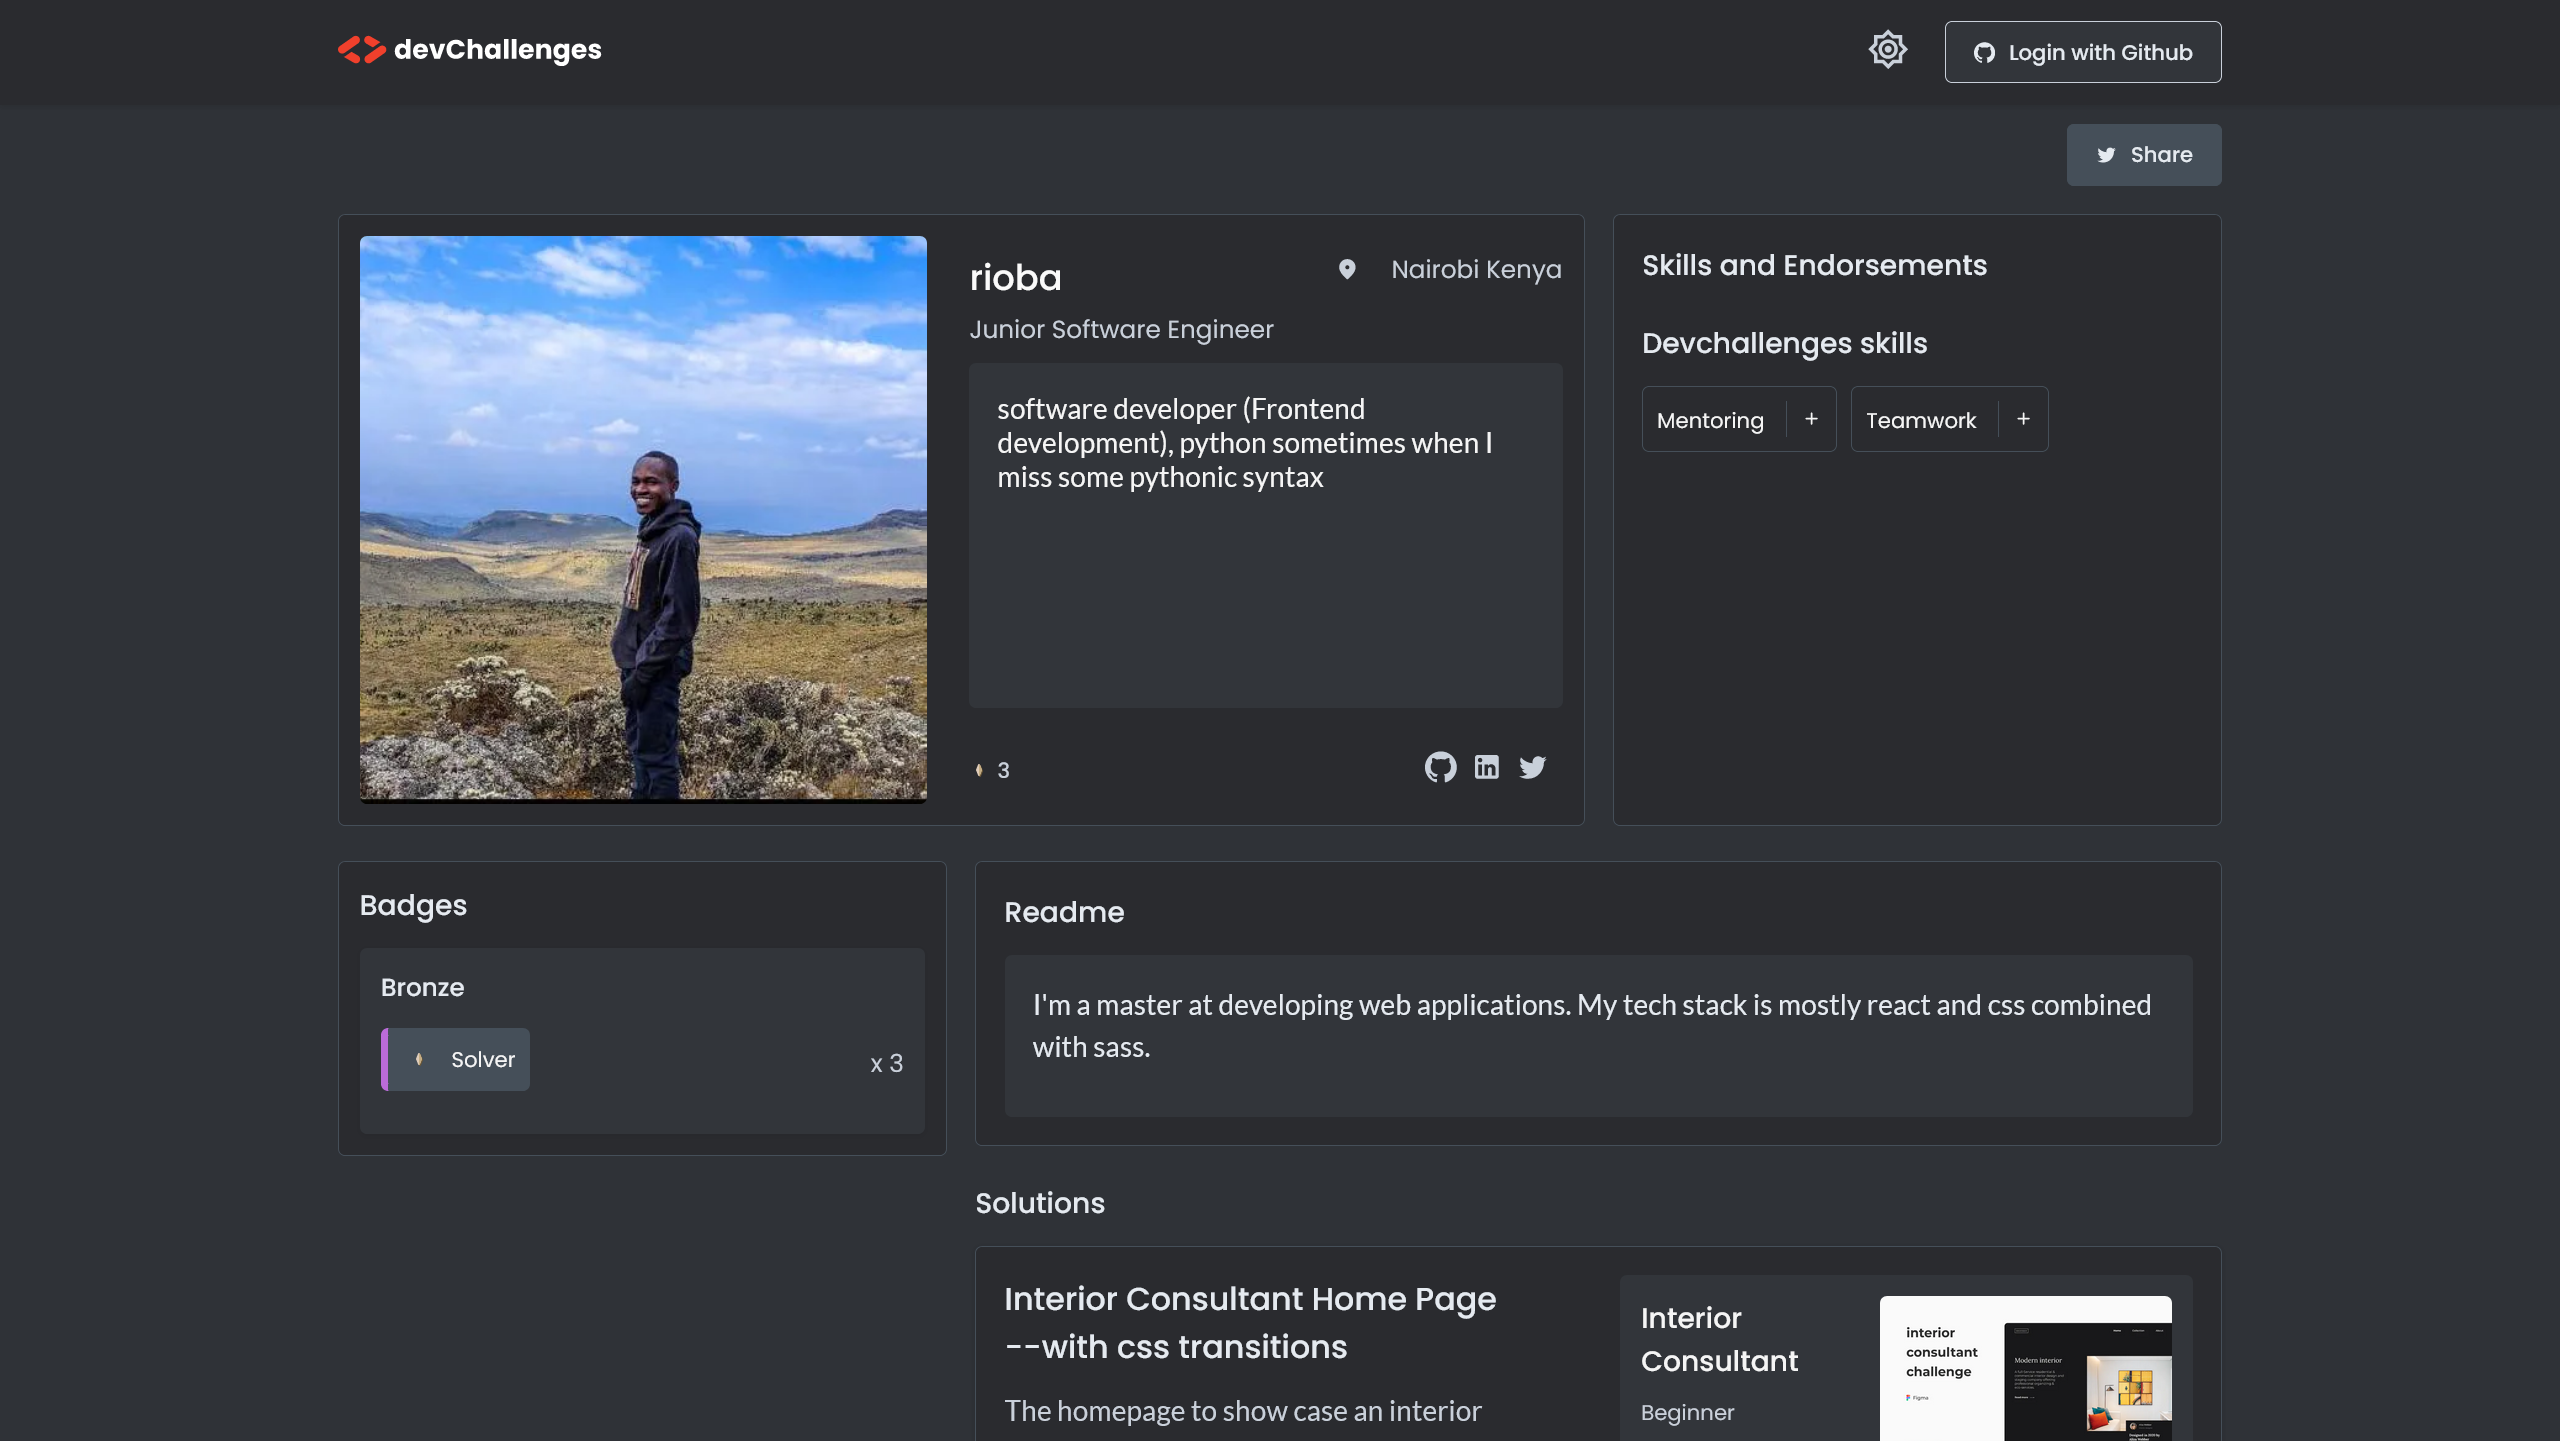 devChallenges
Login with Github
Share
rioba
Nairobi Kenya
Junior Software Engineer
software developer (Frontend
development), python sometimes when I
miss some pythonic syntax
3
Skills and Endorsements
Devchallenges skills
Mentoring +
Teamwork +
Badges
Bronze
Solver
x 3
Readme
I'm a master at developing web applications. My tech stack is mostly react and css combined
with sass.
Solutions
Interior Consultant Home Page
--with css transitions
The homepage to show case an interior
Interior
Consultant
Beginner
interior
consultant
challenge
Figma
Modern interior